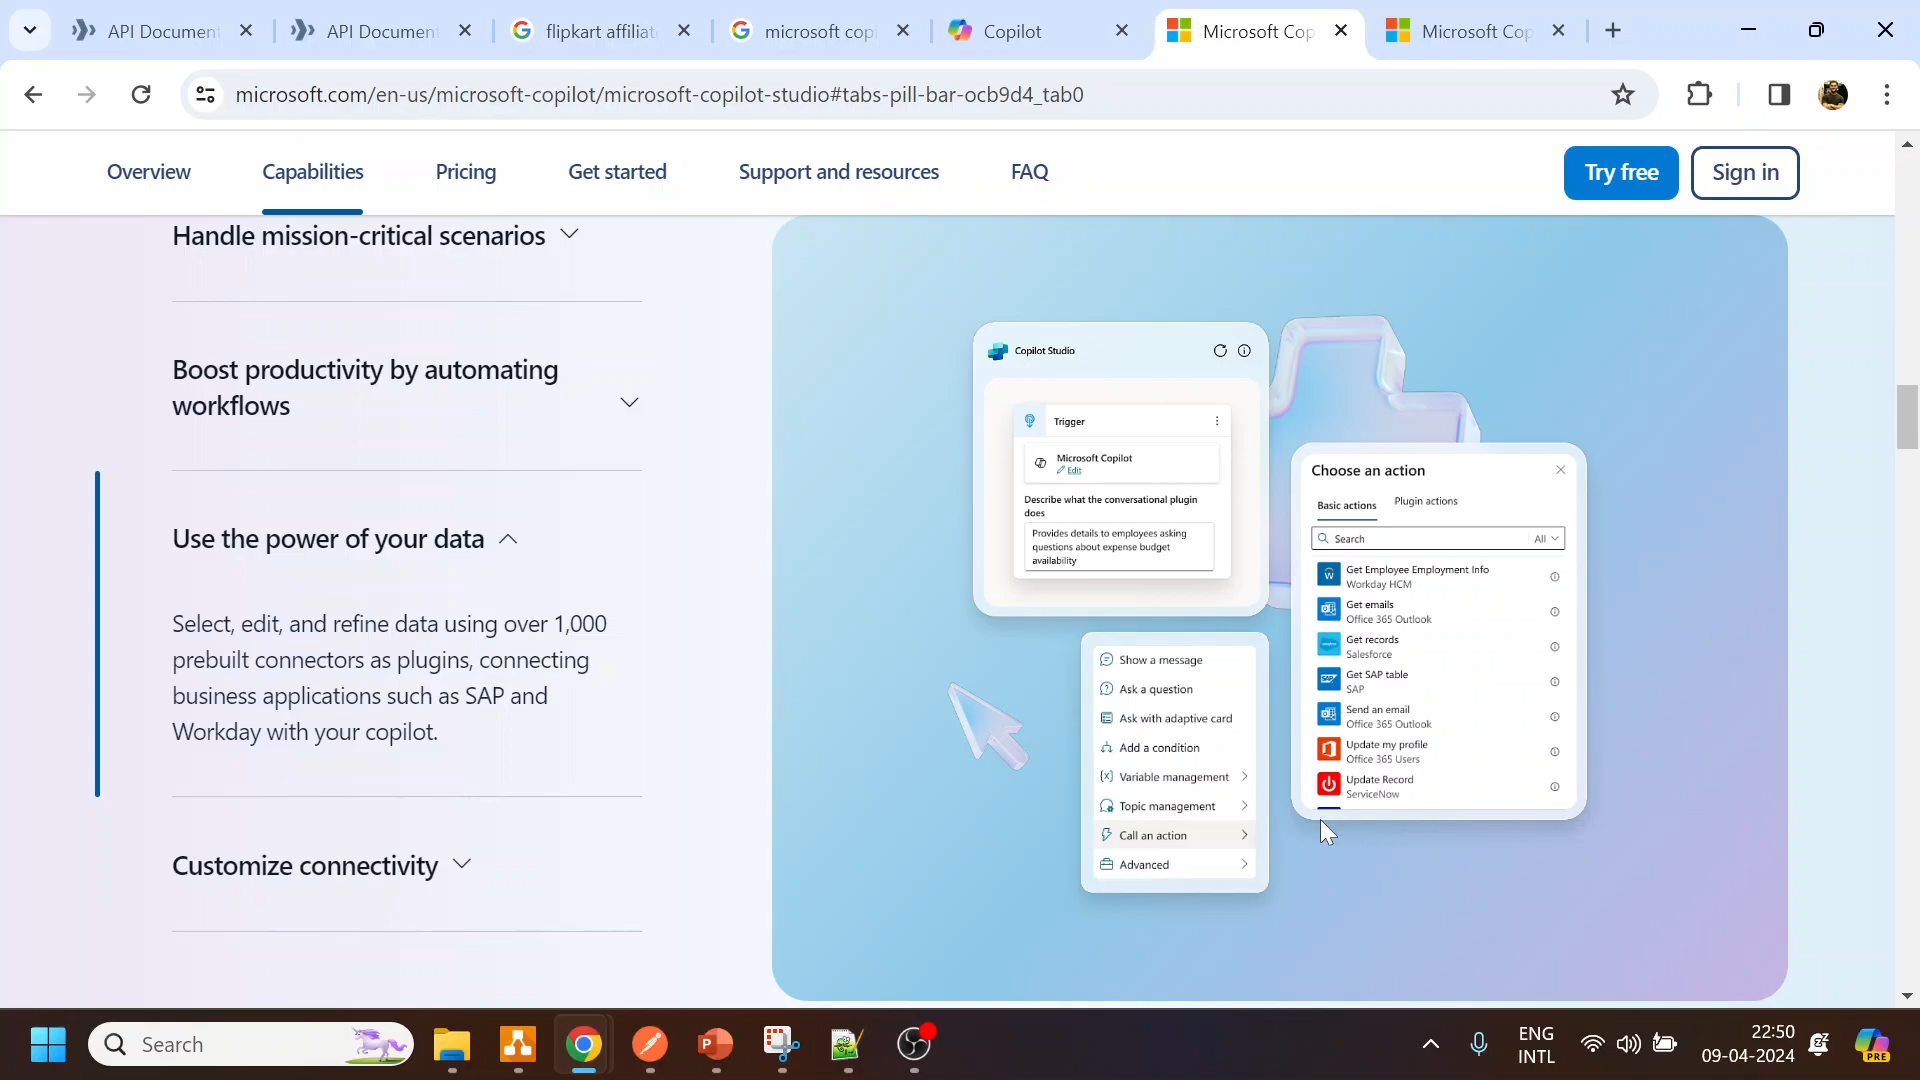 API Document
API Document
flipkart affiliat
microsoft copi
Copilot
Microsoft Cop
Microsoft Cop
microsoft.com/en-us/microsoft-copilot/microsoft-copilot-studio#tabs-pill-bar-ocb9d4_tab0
Overview
Capabilities
Pricing
Get started
Support and resources
FAQ
Try free
Sign in
Handle mission-critical scenarios
Boost productivity by automating
workflows
Use the power of your data
Select, edit, and refine data using over 1,000
prebuilt connectors as plugins, connecting
business applications such as SAP and
Workday with your copilot.
Customize connectivity
Copilot Studio
Trigger
Microsoft Copilot
Edit
Describe what the conversational plugin
does
Provides details to employees asking
questions about expense budget
availability
Show a message
Ask a question
Ask with adaptive card
Add a condition
Variable management
Topic management
Call an action
Advanced
Choose an action
Basic actions
Plugin actions
Search
All
Get Employee Employment Info
Workday HCM
Get emails
Office 365 Outlook
Get records
Salesforce
Get SAP table
SAP
Send an email
Office 365 Outlook
Update my profile
Office 365 Users
Update Record
ServiceNow
Search
ENG
INTL
22:50
09-04-2024
PRE